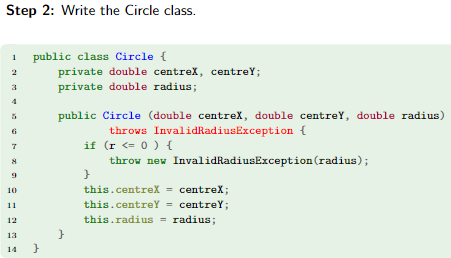 Step 2: Write the Circle class.
1 public class Circle {
2     private double centreX, centreY;
3     private double radius;
4
5     public Circle (double centreX, double centreY, double radius)
6             throws InvalidRadiusException {
7         if (r <= 0 ) {
8             throw new InvalidRadiusException(radius);
9         }
10         this.centreX = centreX;
11         this.centreY = centreY;
12         this.radius = radius;
13     }
14 }